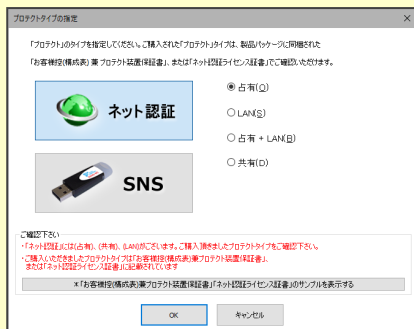 プロテクトタイプの指定
×
「プロテクト」のタイプを指定してください。ご購入された「プロテクト」タイプは、製品パッケージに同梱された
「お客様控(構成表) 兼 プロテクト装置保証書」、または「ネット認証ライセンス証書」でご確認いただけます。
ネット認証
SNS
占有(O)
LAN(S)
占有 + LAN(B)
共有(D)
ご確認下さい
・「ネット認証」には(占有)、(共有)、(LAN)がございます。ご購入頂きましたプロテクトタイプをご確認下さい。
・ご購入いただきましたプロテクトタイプは「お客様控(構成表)兼プロテクト装置保証書」、
または「ネット認証ライセンス証書」に記載されています
＊「お客様控(構成表)兼プロテクト装置保証書」「ネット認証ライセンス証書」のサンプルを表示する
OK
キャンセル